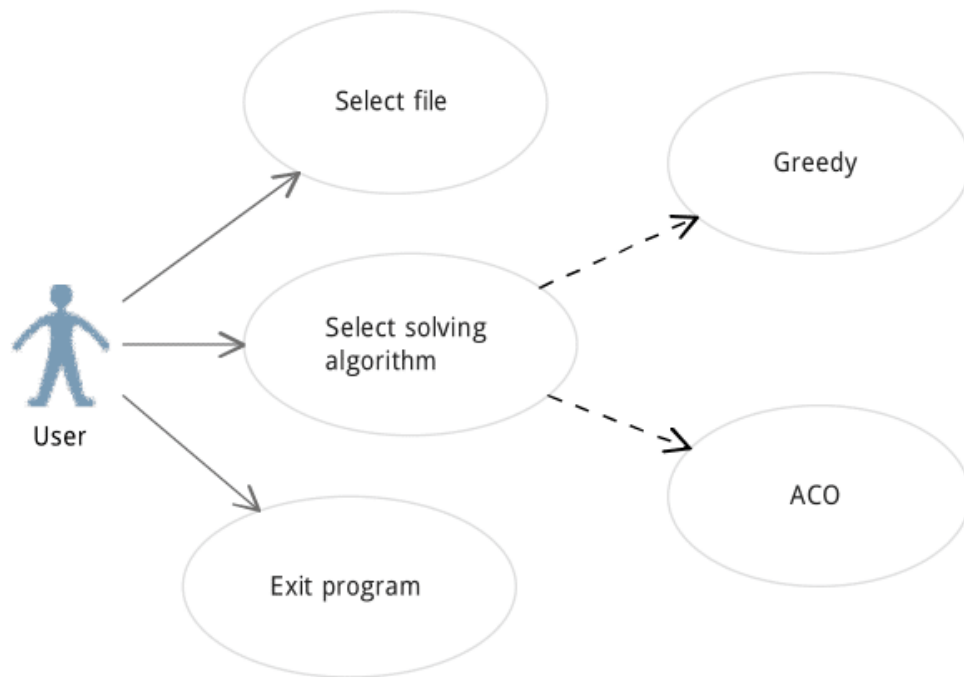 Select file
Greedy
Select solving
algorithm
User
ACO
Exit program